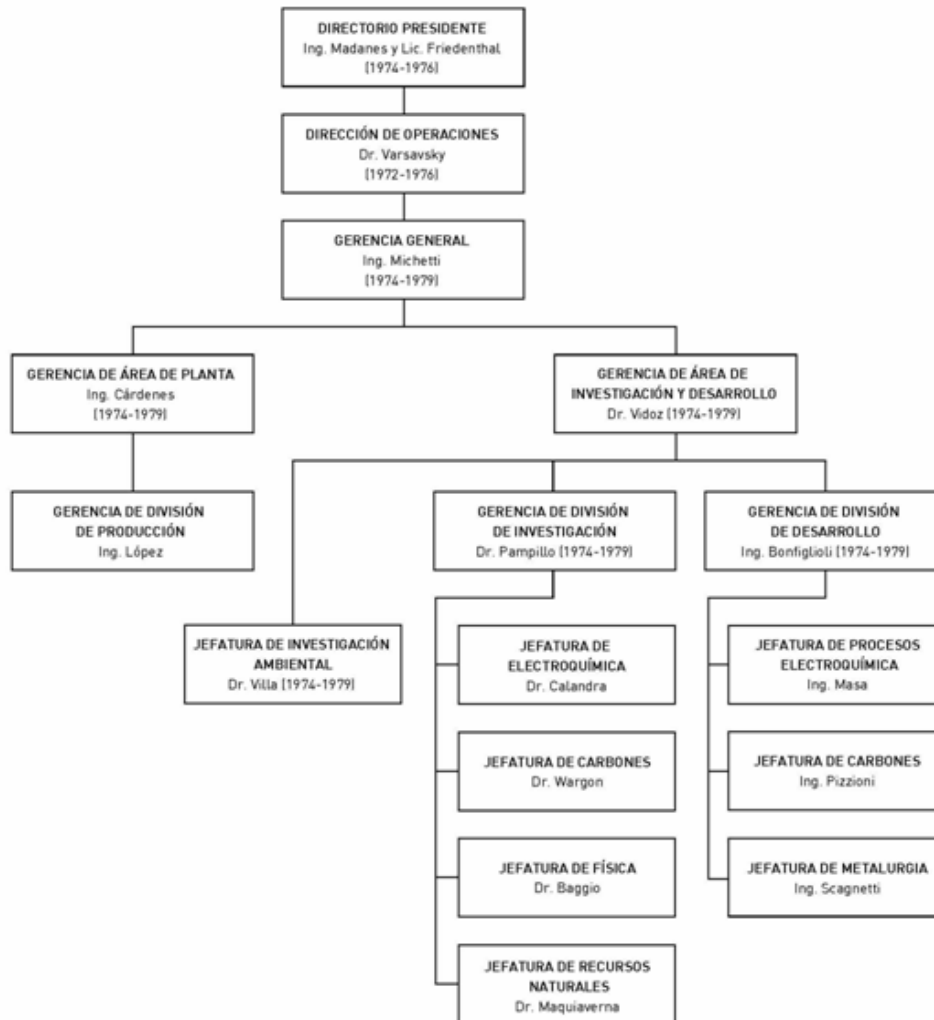 DIRECTORIO PRESIDENTE
Ing. Madanes y Lic. Friedenthal
(1974-1976)
DIRECCIÓN DE OPERACIONES
Dr. Varsavsky
(1972-1976)
GERENCIA GENERAL
Ing. Michetti
(1974-1979)
GERENCIA DE ÁREA DE PLANTA
Ing. Cárdenes
(1974-1979)
GERENCIA DE ÁREA DE
INVESTIGACIÓN Y DESARROLLO
Dr. Vidoz (1974-1979)
GERENCIA DE DIVISIÓN
DE PRODUCCIÓN
Ing. López
GERENCIA DE DIVISIÓN
DE INVESTIGACIÓN
Dr. Pampillo (1974-1979)
GERENCIA DE DIVISIÓN
DE DESARROLLO
Ing. Bonfiglioli (1974-1979)
JEFATURA DE INVESTIGACIÓN
AMBIENTAL
Dr. Villa (1974-1979)
JEFATURA DE
ELECTROQUÍMICA
Dr. Calandra
JEFATURA DE CARBONES
Dr. Wargon
JEFATURA DE FÍSICA
Dr. Baggio
JEFATURA DE RECURSOS
NATURALES
Dr. Maquiaverna
JEFATURA DE PROCESOS
ELECTROQUÍMICA
Ing. Masa
JEFATURA DE CARBONES
Ing. Pizzioni
JEFATURA DE METALURGIA
Ing. Scagnetti